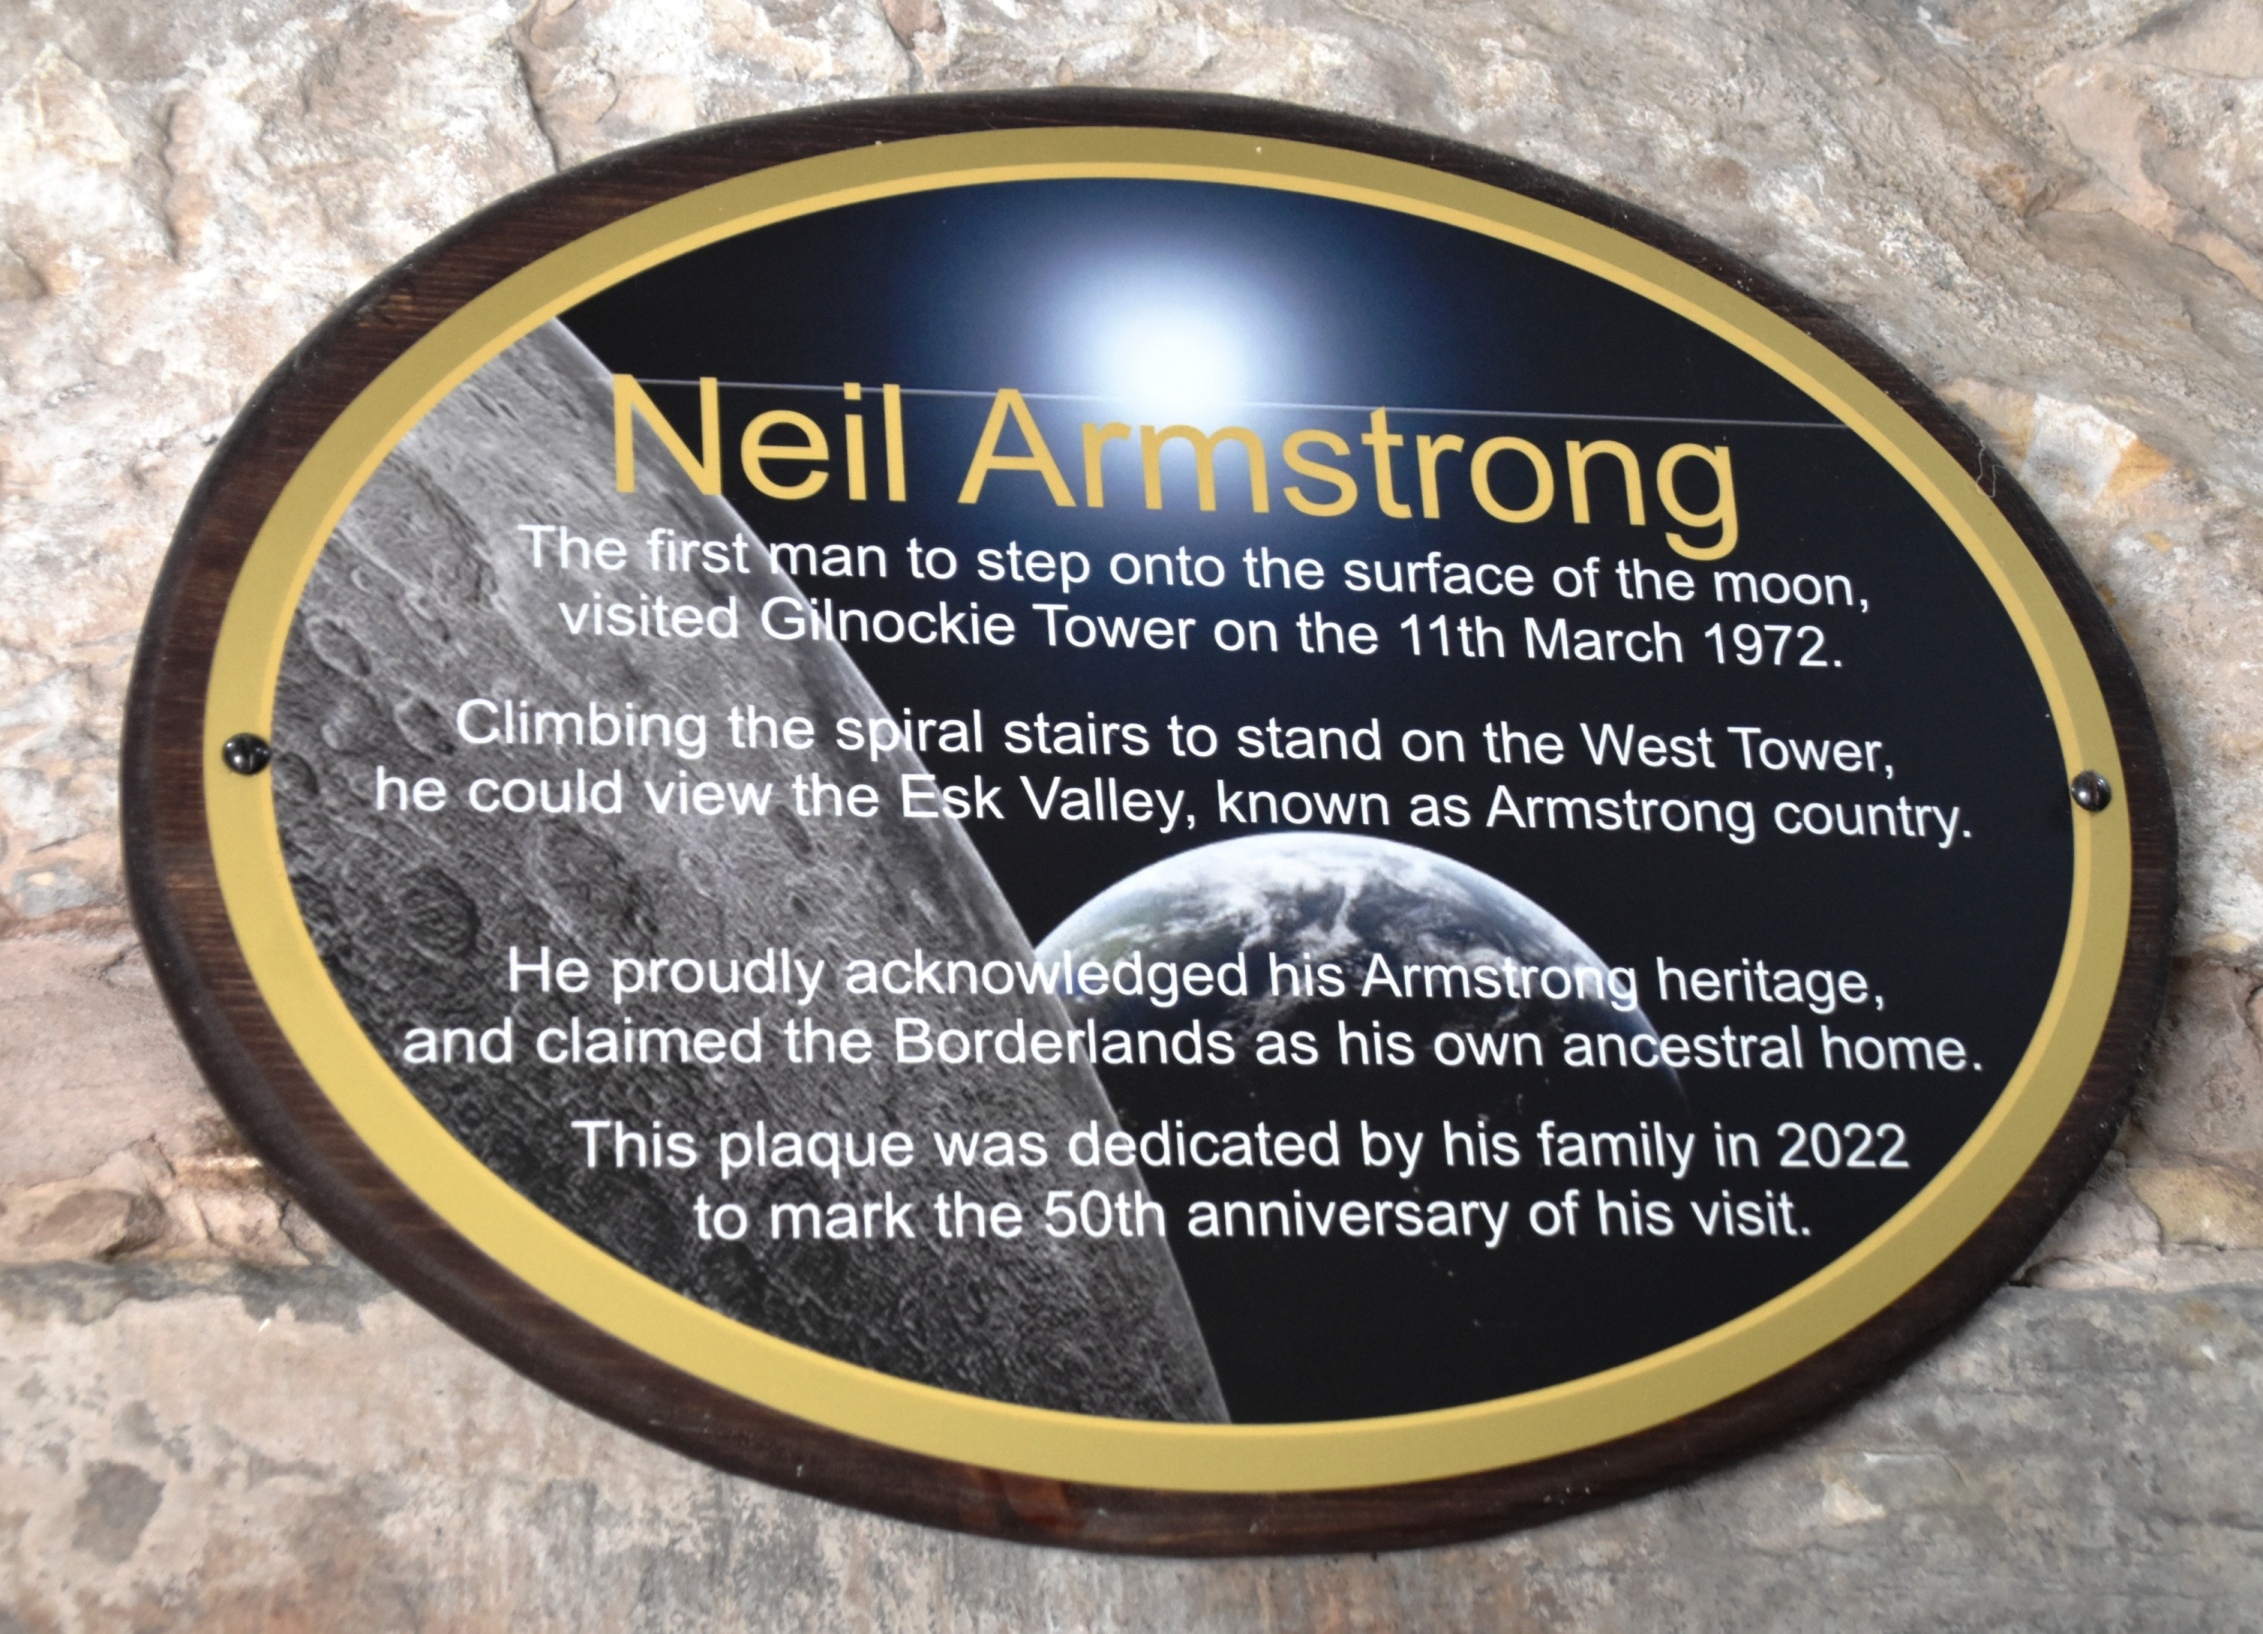 Neil Armstrong
The first man to step onto the surface of the moon,
visited Gilnockie Tower on the 11th March 1972.
Climbing the spiral stairs to stand on the West Tower,
he could view the Esk Valley, known as Armstrong country.
He proudly acknowledged his Armstrong heritage,
and claimed the Borderlands as his own ancestral home.
This plaque was dedicated by his family in 2022
to mark the 50th anniversary of his visit.